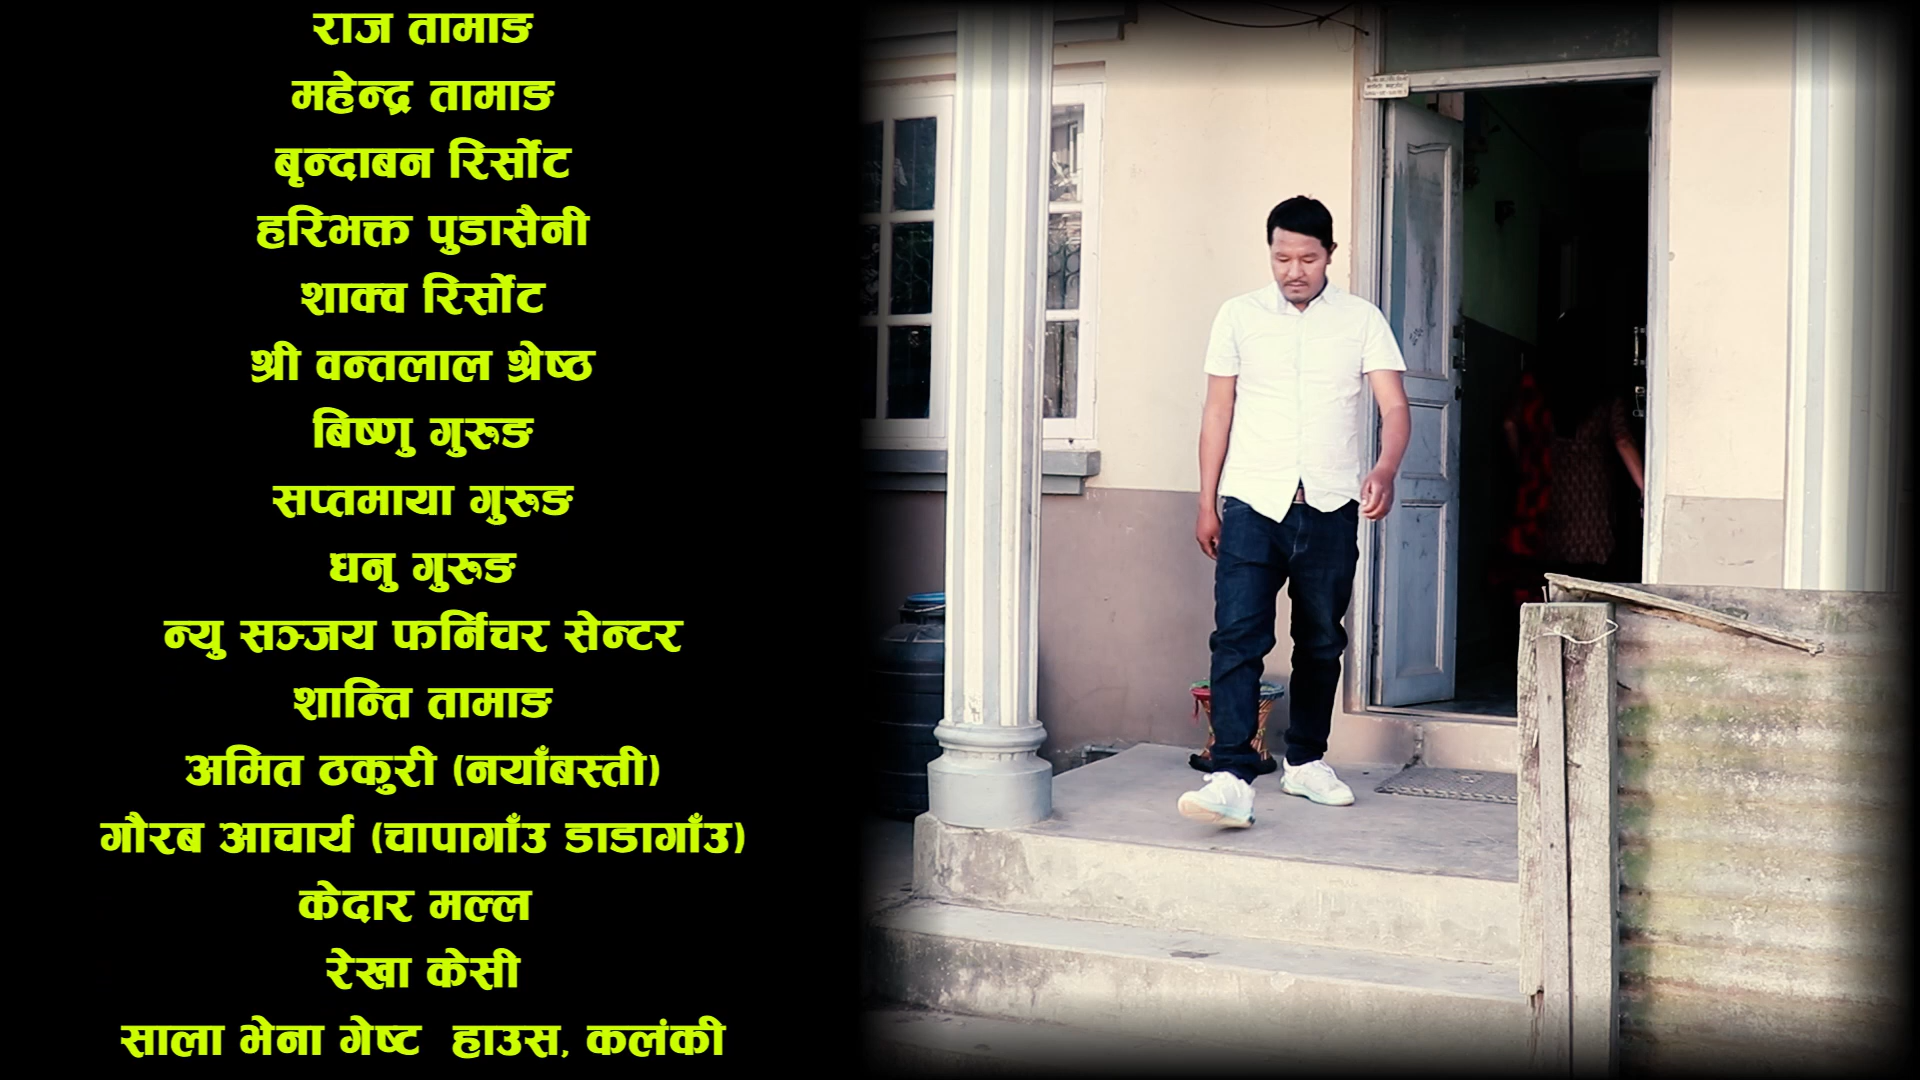 राज तामाङ
महेन्द्र तामाङ
बृन्दाबन रिर्सोट
हरिभक्त पुडासैनी
शाक्व रिर्सोट
श्री वन्तलाल श्रेष्ठ
बिष्णु गुरुङ
सप्तमाया गुरुङ
धनु गुरुङ
न्यु सञ्जय फर्निचर सेन्टर
शान्ति तामाङ
अमित ठकुरी (नयाँबस्ती)
गौरब आचार्य (चापागाँउ डाडागाँउ)
केदार मल्ल
रेखा केसी
साला भेना गेष्ट हाउस, कलंकी